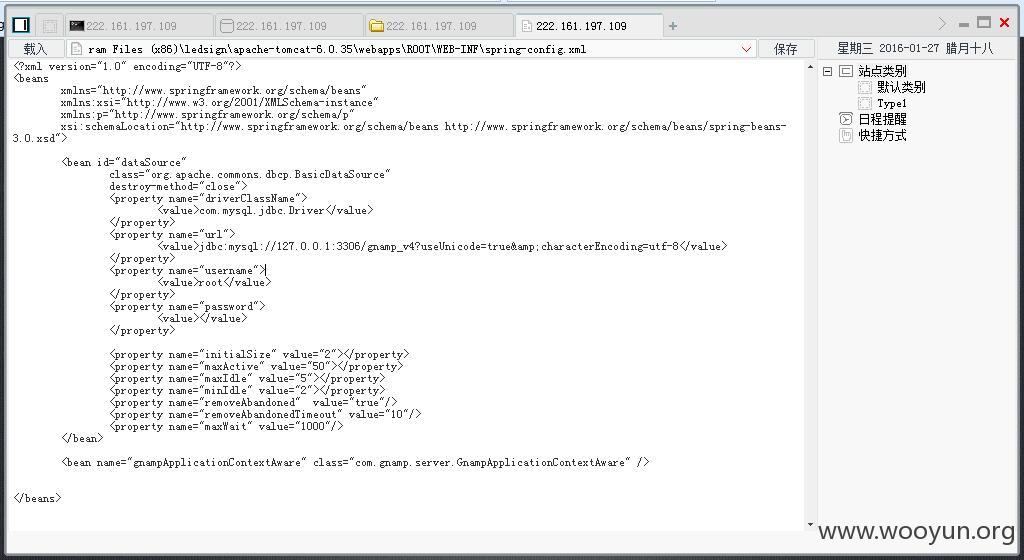 222.161.197.109
222.161.197.109
222.161.197.109
222.161.197.109
载入
ram Files (x86)\ledsign\apache-tomcat-6.0.35\webapps\ROOT\WEB-INF\spring-config.xml
保存
星期三 2016-01-27 腊月十八
<?xml version="1.0" encoding="UTF-8"?>
<beans
xmlns="http://www.springframework.org/schema/beans"
xmlns:xsi="http://www.w3.org/2001/XMLSchema-instance"
xmlns:p="http://www.springframework.org/schema/p"
xsi:schemaLocation="http://www.springframework.org/schema/beans http://www.springframework.org/schema/beans/spring-beans-
3.0.xsd">
<bean id="dataSource"
class="org.apache.commons.dbcp.BasicDataSource"
destroy-method="close">
<property name="driverClassName">
<value>com.mysql.jdbc.Driver</value>
</property>
<property name="url">
<value>jdbc:mysql://127.0.0.1:3306/gnamp_v4?useUnicode=true&amp;characterEncoding=utf-8</value>
</property>
<property name="username">
<value>root</value>
</property>
<property name="password">
<value></value>
</property>
<property name="initialSize" value="2"></property>
<property name="maxActive" value="50"></property>
<property name="maxIdle" value="5"></property>
<property name="minIdle" value="2"></property>
<property name="removeAbandoned"  value="true"/>
<property name="removeAbandonedTimeout" value="10"/>
<property name="maxWait" value="1000"/>
</bean>
<bean name="gnampApplicationContextAware" class="com.gnamp.server.GnampApplicationContextAware" />
</beans>
站点类别
默认类别
Type1
日程提醒
快捷方式
www.wooyun.org